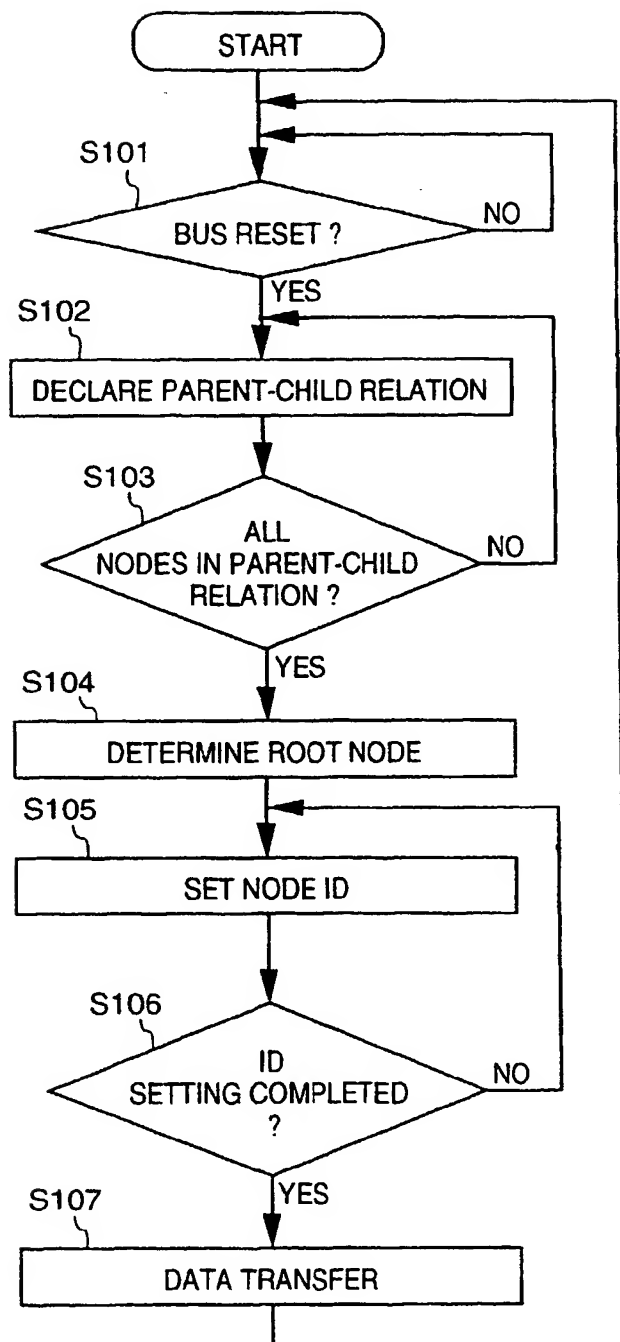 START
S101
BUS RESET ?
NO
YES
S102
DECLARE PARENT-CHILD RELATION
S103
ALL
NODES IN PARENT-CHILD
RELATION ?
NO
YES
S104
DETERMINE ROOT NODE
S105
SET NODE ID
S106
ID
SETTING COMPLETED
?
NO
YES
S107
DATA TRANSFER